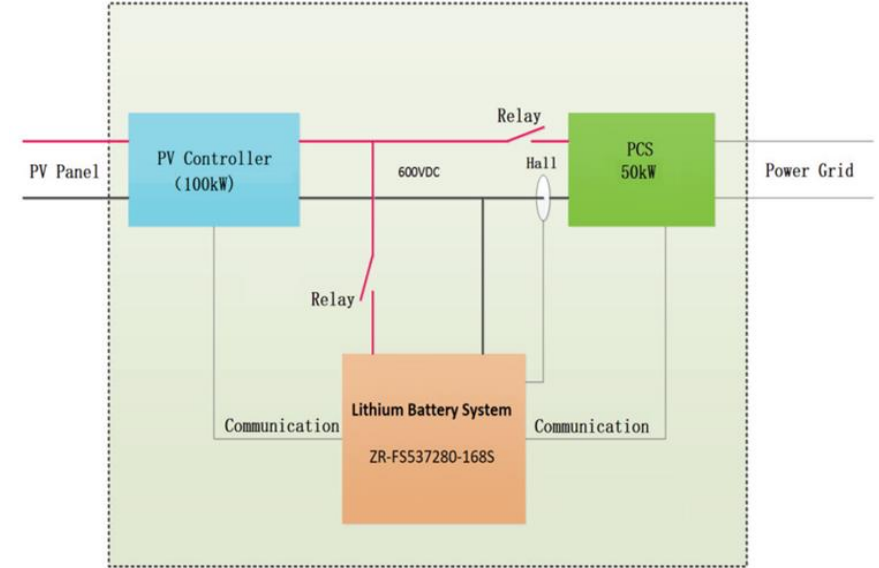 Relay
PV Controller
(100kW)
PCS
50kW
Hall
PV Panel
600VDC
Power Grid
Relay
Lithium Battery System
Communication
Communication
ZR-FS537280-168S